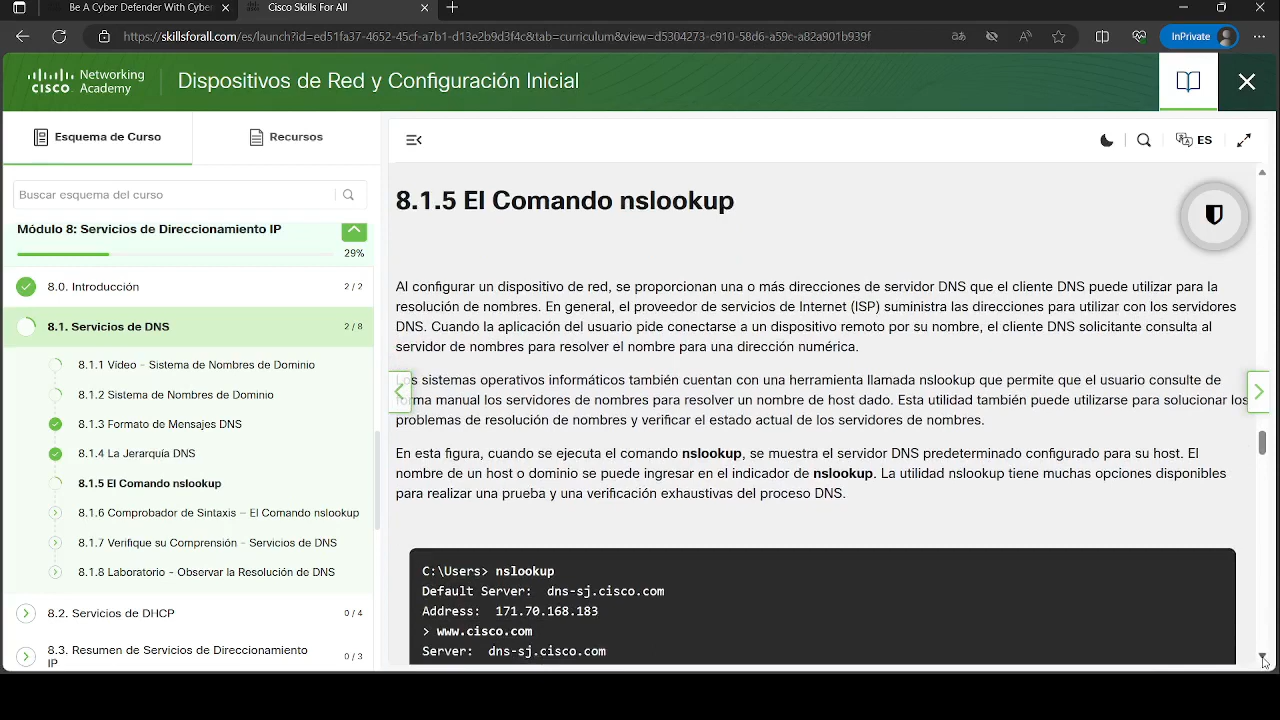 Be A Cyber Defender With Cyber
Cisco Skills For All
https://skillsforall.com/es/launch?id=ed51fa37-4652-45cf-a7b1-d13e2b9d3f4c&tab=curriculum&view=d5304273-c910-58d6-a59c-a82a901b939f
InPrivate
Networking
CISCO Academy
Dispositivos de Red y Configuración Inicial
Esquema de Curso
Recursos
ES
Buscar esquema del curso
Módulo 8: Servicios de Direccionamiento IP
29%
8.0. Introducción 2 / 2
8.1. Servicios de DNS 2 / 8
8.1.1 Vídeo - Sistema de Nombres de Dominio
8.1.2 Sistema de Nombres de Dominio
8.1.3 Formato de Mensajes DNS
8.1.4 La Jerarquía DNS
8.1.5 El Comando nslookup
8.1.6 Comprobador de Sintaxis – El Comando nslookup
8.1.7 Verifique su Comprensión - Servicios de DNS
8.1.8 Laboratorio - Observar la Resolución de DNS
8.2. Servicios de DHCP 0 / 4
8.3. Resumen de Servicios de Direccionamiento
IP 0 / 3
8.1.5 El Comando nslookup
Al configurar un dispositivo de red, se proporcionan una o más direcciones de servidor DNS que el cliente DNS puede utilizar para la
resolución de nombres. En general, el proveedor de servicios de Internet (ISP) suministra las direcciones para utilizar con los servidores
DNS. Cuando la aplicación del usuario pide conectarse a un dispositivo remoto por su nombre, el cliente DNS solicitante consulta al
servidor de nombres para resolver el nombre para una dirección numérica.
Los sistemas operativos informáticos también cuentan con una herramienta llamada nslookup que permite que el usuario consulte de
forma manual los servidores de nombres para resolver un nombre de host dado. Esta utilidad también puede utilizarse para solucionar los
problemas de resolución de nombres y verificar el estado actual de los servidores de nombres.
En esta figura, cuando se ejecuta el comando nslookup, se muestra el servidor DNS predeterminado configurado para su host. El
nombre de un host o dominio se puede ingresar en el indicador de nslookup. La utilidad nslookup tiene muchas opciones disponibles
para realizar una prueba y una verificación exhaustivas del proceso DNS.
C:\Users> nslookup
Default Server: dns-sj.cisco.com
Address: 171.70.168.183
> www.cisco.com
Server: dns-sj.cisco.com